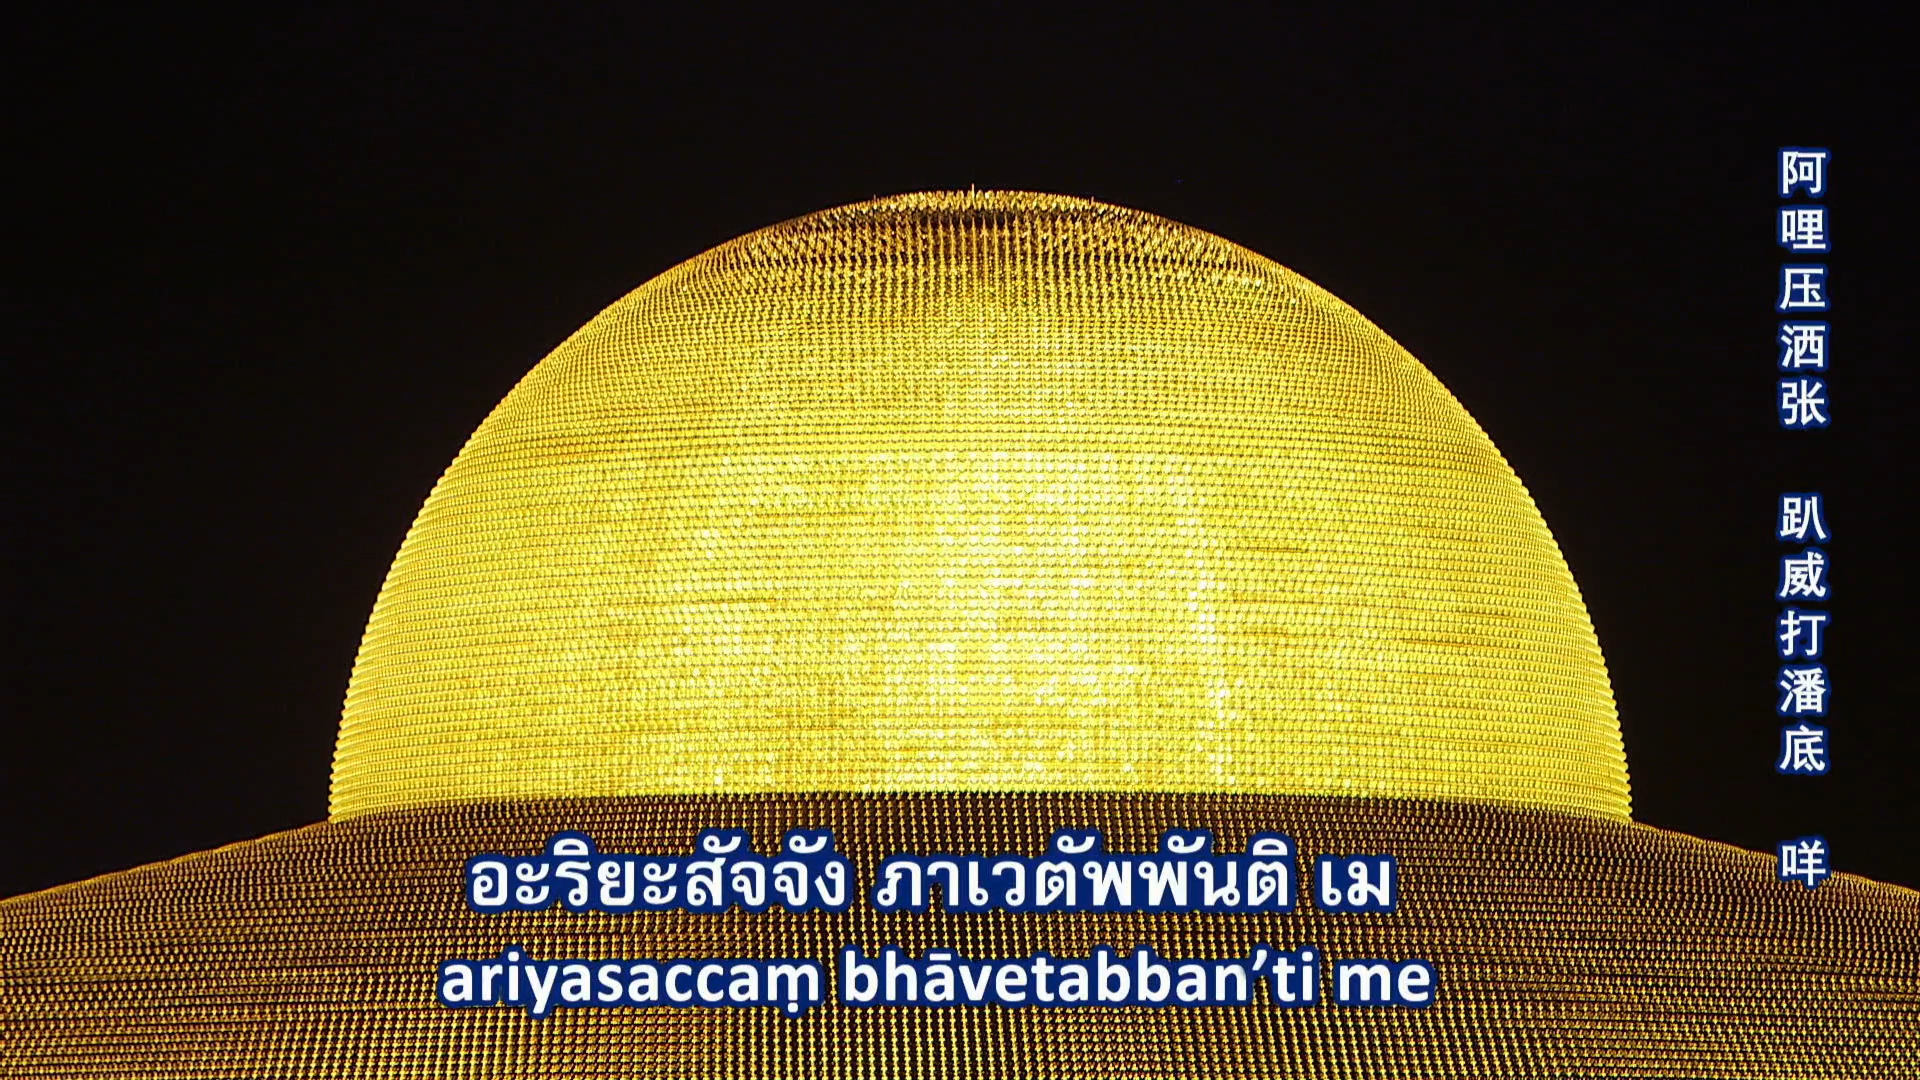 อะริยะสัจจัง ภาเวตัพพันติ เม
ariyasaccaṃ bhāvetabban’ti me
阿哩压洒张 趴威打潘底 咩